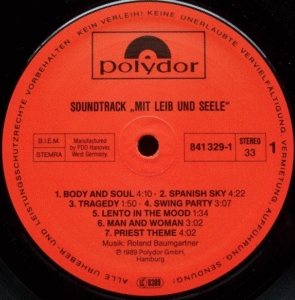 ALLE URHEBER- UND LEISTUNGSSCHUTZRECHTE VORBEHALTEN · KEIN VERLEIH! KEINE UNERLAUBTE VERVIELFÄLTIGUNG, VERMIETUNG, AUFFÜHRUNG, SENDUNG!
polydor
SOUNDTRACK „MIT LEIB UND SEELE“
B.I.E.M.
STEMRA
Manufactured
by PDO Hanover,
West Germany
841 329-1
STEREO
33
1
1. BODY AND SOUL 4:10 - 2. SPANISH SKY 4:22
3. TRAGEDY 1:50 - 4. SWING PARTY 3:07
5. LENTO IN THE MOOD 1:34
6. MAN AND WOMAN 3:02
7. PRIEST THEME 4:02
Musik: Roland Baumgartner
℗ 1989 Polydor GmbH,
Hamburg
LC 0309